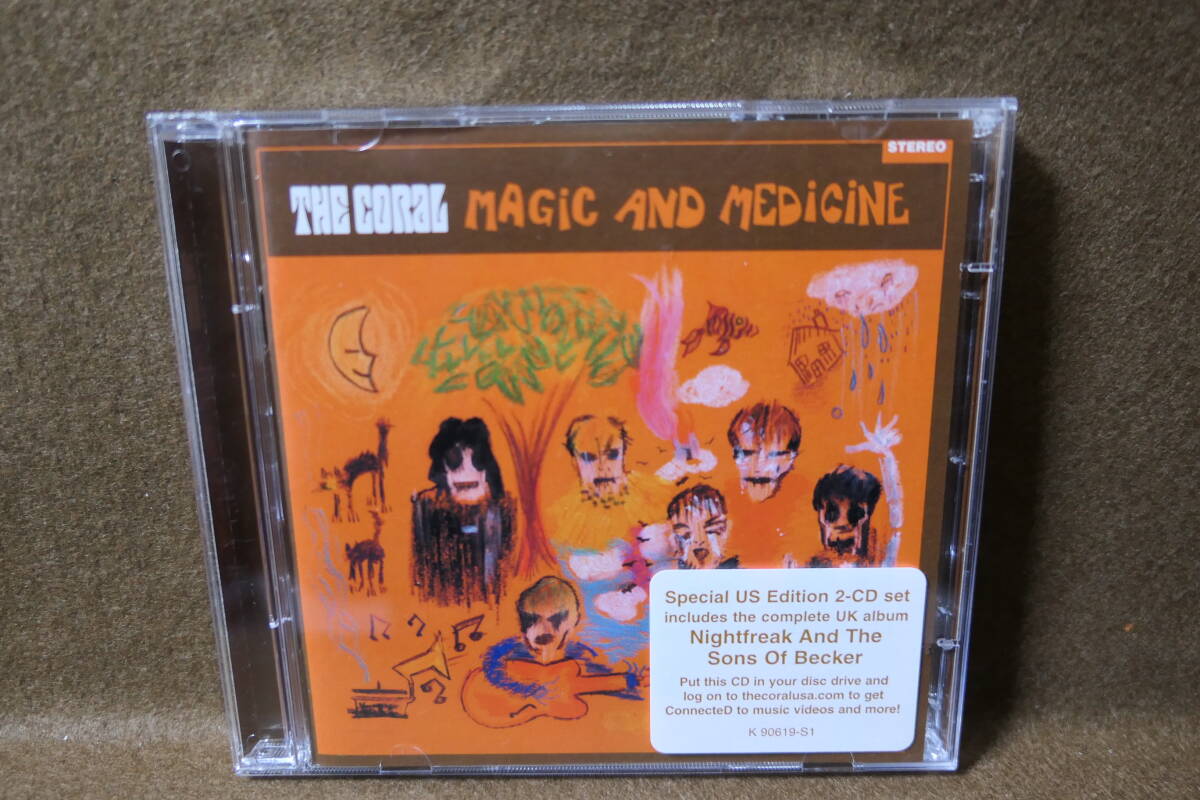 STEREO
THE CORAL MAGIC AND MEDICINE
Special US Edition 2-CD set
includes the complete UK album
Nightfreak And The
Sons Of Becker
Put this CD in your disc drive and
log on to thecoralusa.com to get
ConnecteD to music videos and more!
K 90619-S1